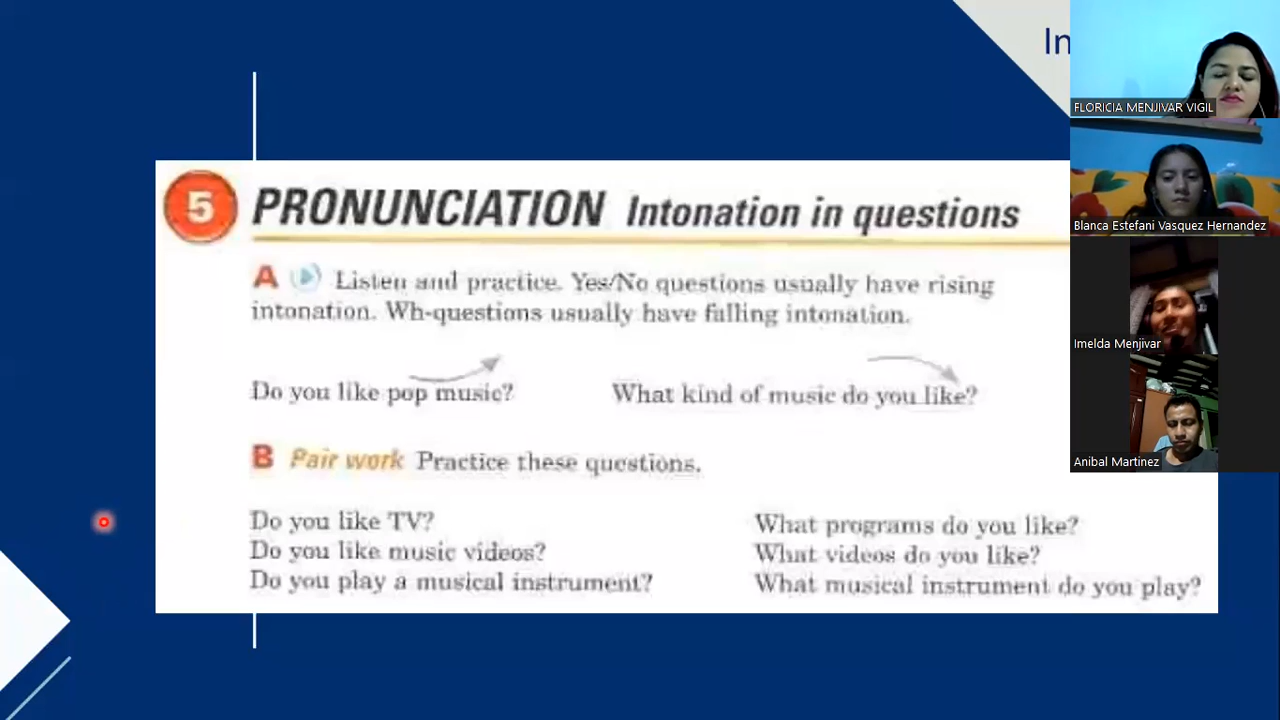 In
5 PRONUNCIATION Intonation in questions
A Listen and practice. Yes/No questions usually have rising
intonation. Wh-questions usually have falling intonation.
Do you like pop music? What kind of music do you like?
B Pair work Practice these questions.
Do you like TV? What programs do you like?
Do you like music videos? What videos do you like?
Do you play a musical instrument? What musical instrument do you play?
FLORICIA MENJIVAR VIGIL
Blanca Estefani Vasquez Hernandez
Imelda Menjivar
Anibal Martinez